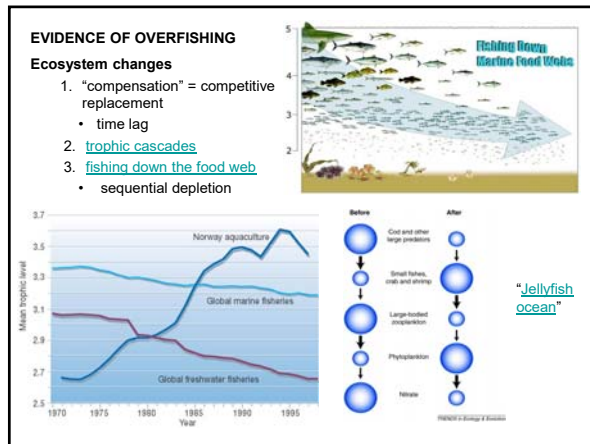 EVIDENCE OF OVERFISHING
Ecosystem changes
1. “compensation” = competitive
replacement
• time lag
2. trophic cascades
3. fishing down the food web
• sequential depletion
5
4
3
2
Fishing Down
Marine Food Webs
3.7
3.5
3.3
3.1
2.9
2.7
2.5
Mean trophic level
Norway aquaculture
Global marine fisheries
Global freshwater fisheries
1970
1975
1980
1985
1990
1995
Year
Before
After
Cod and other
large predators
Small fishes,
crab and shrimp
Large-bodied
zooplankton
Phytoplankton
Nitrate
TRENDS in Ecology & Evolution
“Jellyfish
ocean”